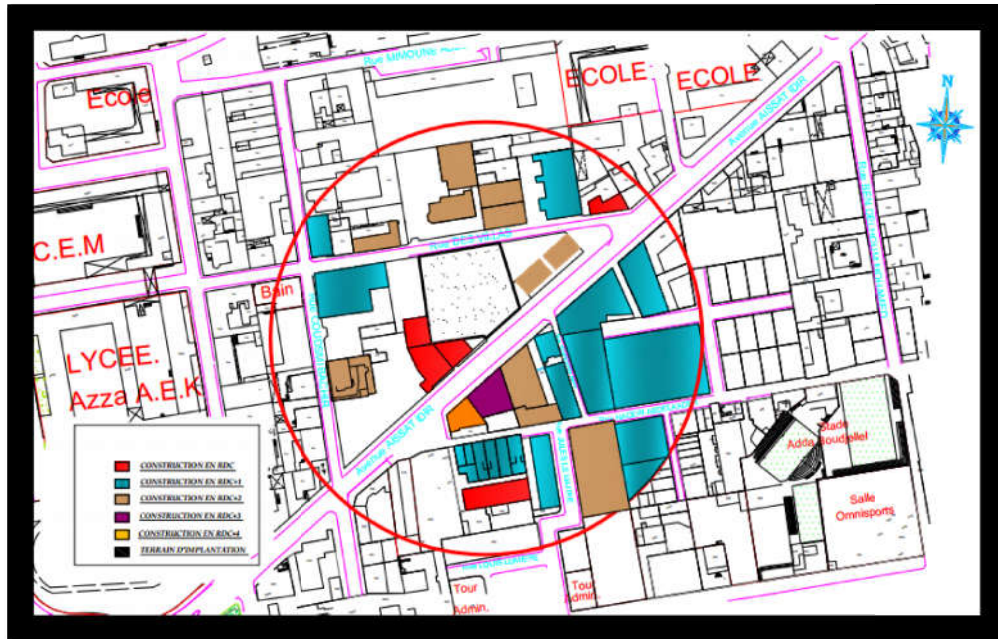 Rue MIMOUNE
ECOLE
ECOLE
Ecole
N
Avenue AISSAT IDIR
C.E.M
Rue DES VILLAS
Bain
LYCEE.
Azza A.E.K
Avenue AISSAT IDIR
Stade
Adda Boudjellel
Salle
Omnisports
CONSTRUCTION EN RDC
CONSTRUCTION EN RDC+1
CONSTRUCTION EN RDC+2
CONSTRUCTION EN RDC+3
CONSTRUCTION EN RDC+4
TERRAIN D'IMPLANTATION
Tour
Admin.
Tour
Admin.